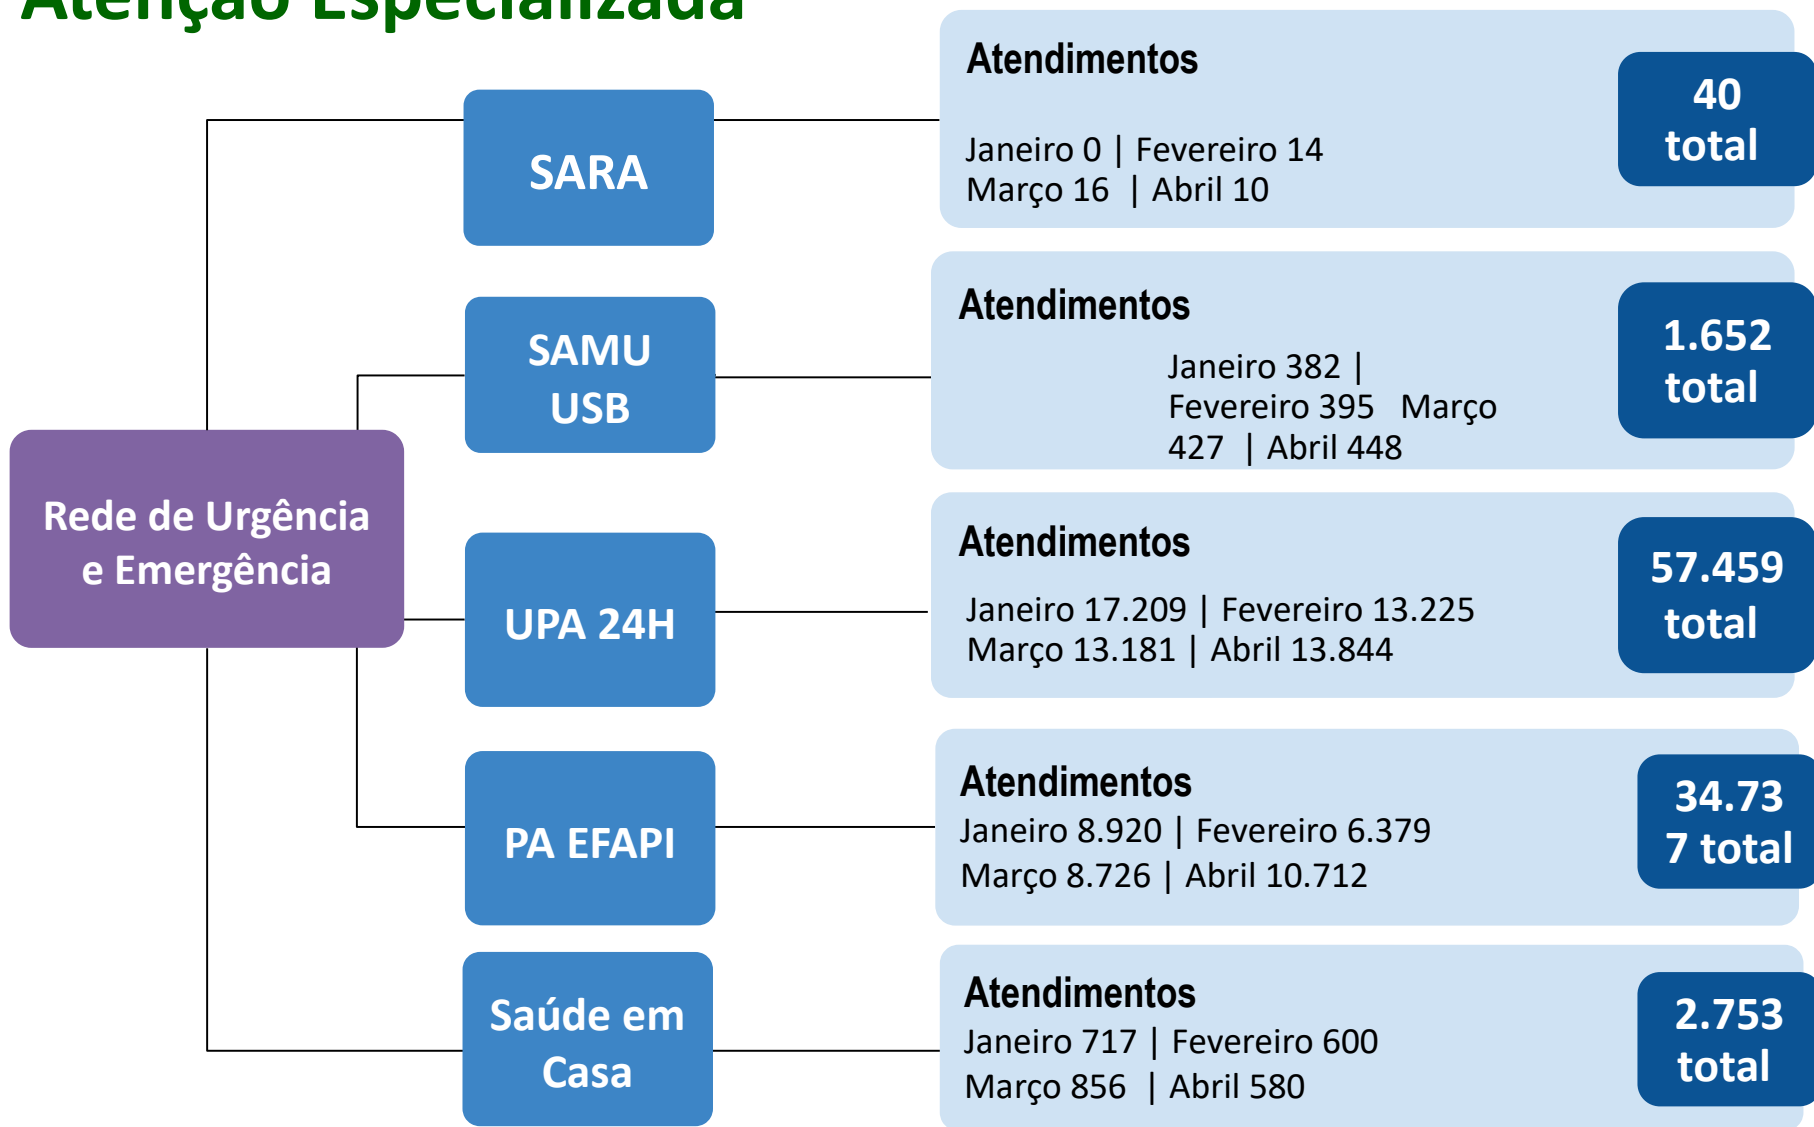 Atenção Especializada
Rede de Urgência
e Emergência
SARA
Atendimentos
Janeiro 0 | Fevereiro 14
Março 16 | Abril 10
40
total
SAMU
USB
Atendimentos
Janeiro 382 |
Fevereiro 395 Março
427 | Abril 448
1.652
total
UPA 24H
Atendimentos
Janeiro 17.209 | Fevereiro 13.225
Março 13.181 | Abril 13.844
57.459
total
PA EFAPI
Atendimentos
Janeiro 8.920 | Fevereiro 6.379
Março 8.726 | Abril 10.712
34.73
7 total
Saúde em
Casa
Atendimentos
Janeiro 717 | Fevereiro 600
Março 856 | Abril 580
2.753
total